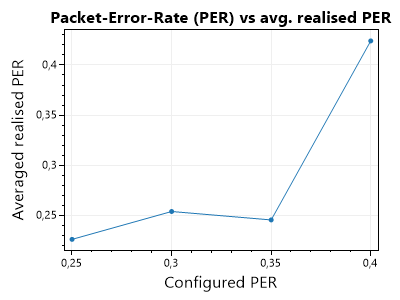 Packet-Error-Rate (PER) vs avg. realised PER
Averaged realised PER
0,4
0,35
0,3
0,25
0,25 0,3 0,35 0,4
Configured PER